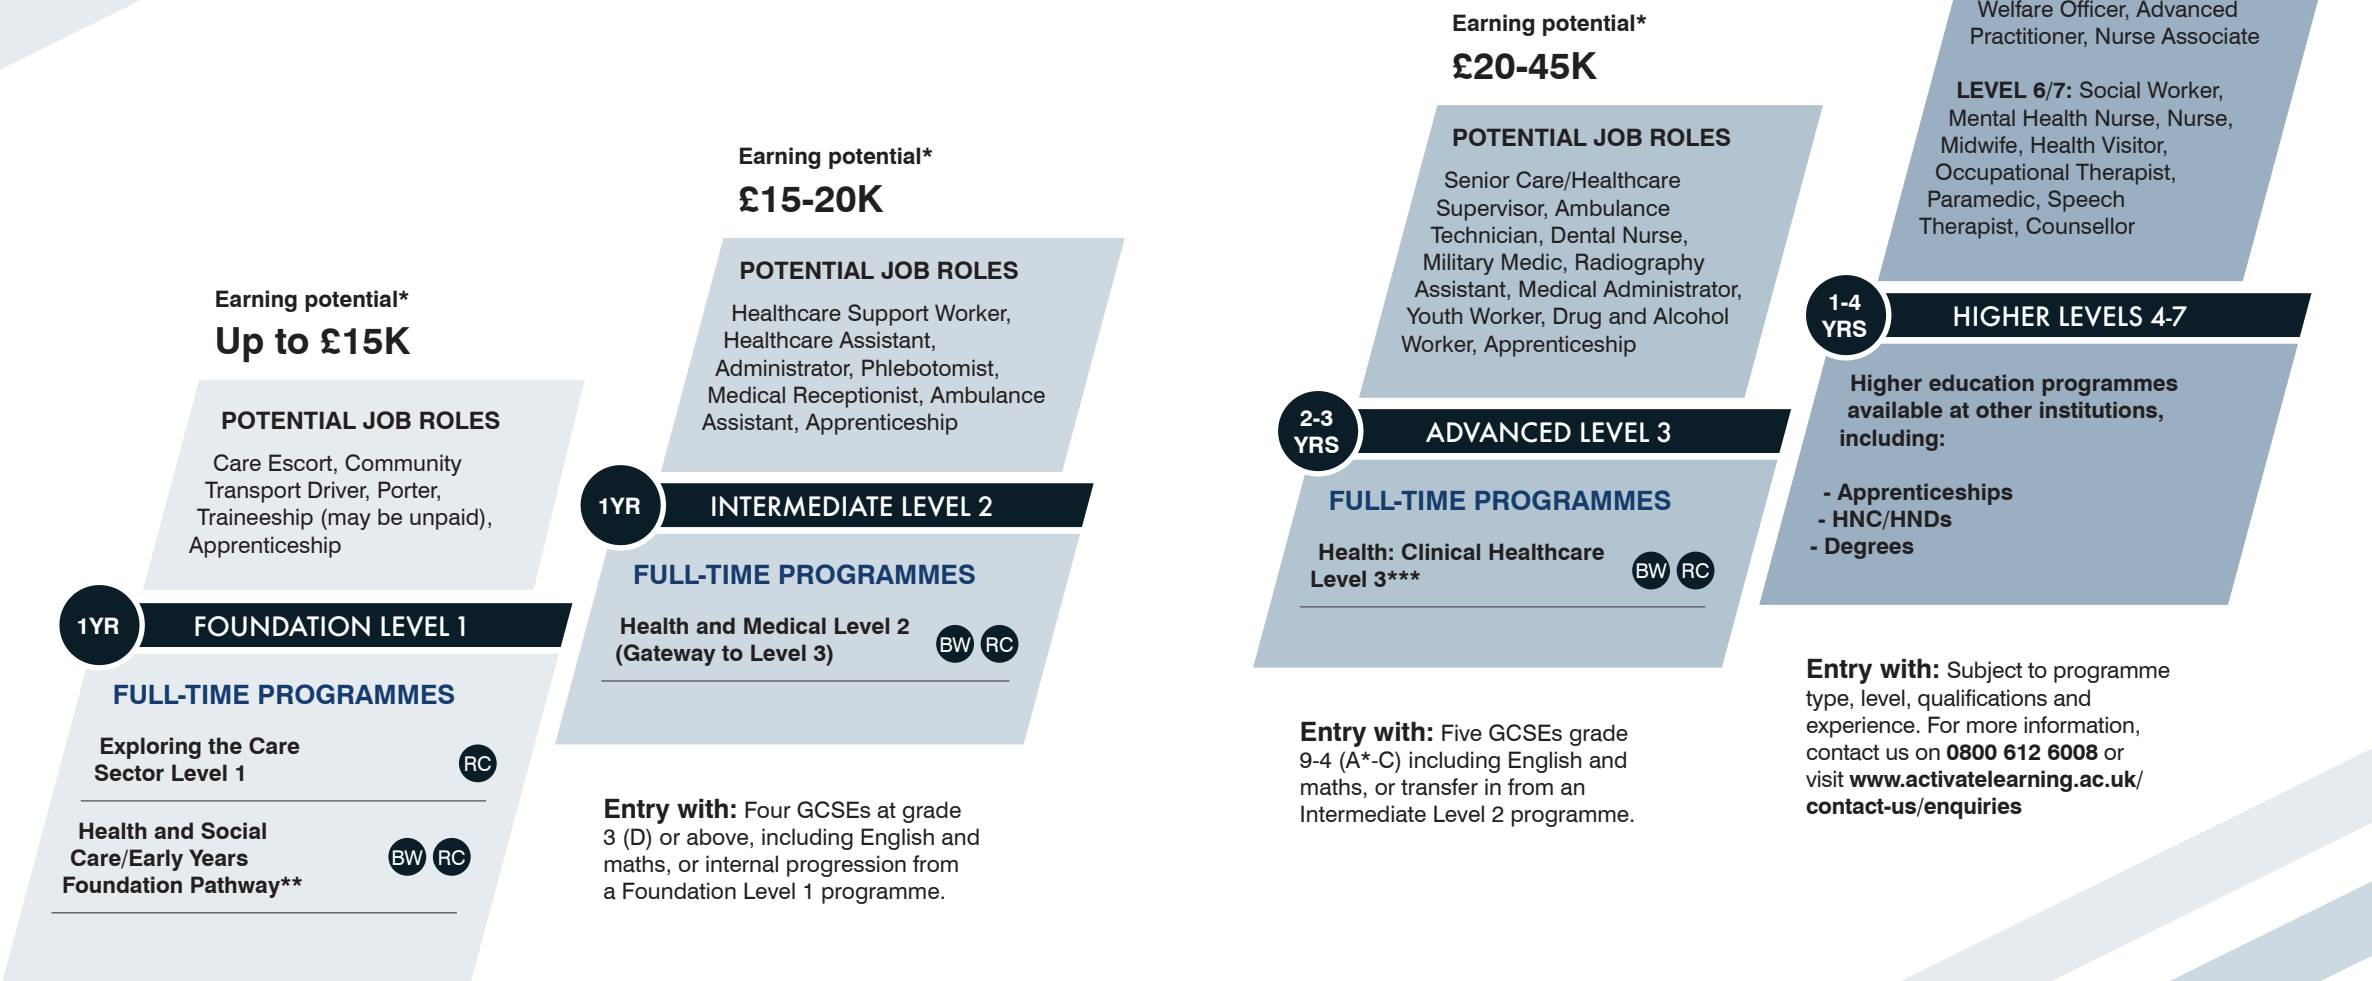 Earning potential*
Up to £15K
POTENTIAL JOB ROLES
Care Escort, Community
Transport Driver, Porter,
Traineeship (may be unpaid),
Apprenticeship
1YR
FOUNDATION LEVEL 1
FULL-TIME PROGRAMMES
Exploring the Care
Sector Level 1
RC
Health and Social
Care/Early Years
Foundation Pathway**
BW RC
Earning potential*
£15-20K
POTENTIAL JOB ROLES
Healthcare Support Worker,
Healthcare Assistant,
Administrator, Phlebotomist,
Medical Receptionist, Ambulance
Assistant, Apprenticeship
1YR
INTERMEDIATE LEVEL 2
FULL-TIME PROGRAMMES
Health and Medical Level 2
(Gateway to Level 3)
BW RC
Entry with: Four GCSEs at grade
3 (D) or above, including English and
maths, or internal progression from
a Foundation Level 1 programme.
Earning potential*
£20-45K
POTENTIAL JOB ROLES
Senior Care/Healthcare
Supervisor, Ambulance
Technician, Dental Nurse,
Military Medic, Radiography
Assistant, Medical Administrator,
Youth Worker, Drug and Alcohol
Worker, Apprenticeship
2-3
YRS
ADVANCED LEVEL 3
FULL-TIME PROGRAMMES
Health: Clinical Healthcare
Level 3***
BW RC
Entry with: Five GCSEs grade
9-4 (A*-C) including English and
maths, or transfer in from an
Intermediate Level 2 programme.
Welfare Officer, Advanced
Practitioner, Nurse Associate
LEVEL 6/7: Social Worker,
Mental Health Nurse, Nurse,
Midwife, Health Visitor,
Occupational Therapist,
Paramedic, Speech
Therapist, Counsellor
1-4
YRS
HIGHER LEVELS 4-7
Higher education programmes
available at other institutions,
including:
- Apprenticeships
- HNC/HNDs
- Degrees
Entry with: Subject to programme
type, level, qualifications and
experience. For more information,
contact us on 0800 612 6008 or
visit www.activatelearning.ac.uk/
contact-us/enquiries